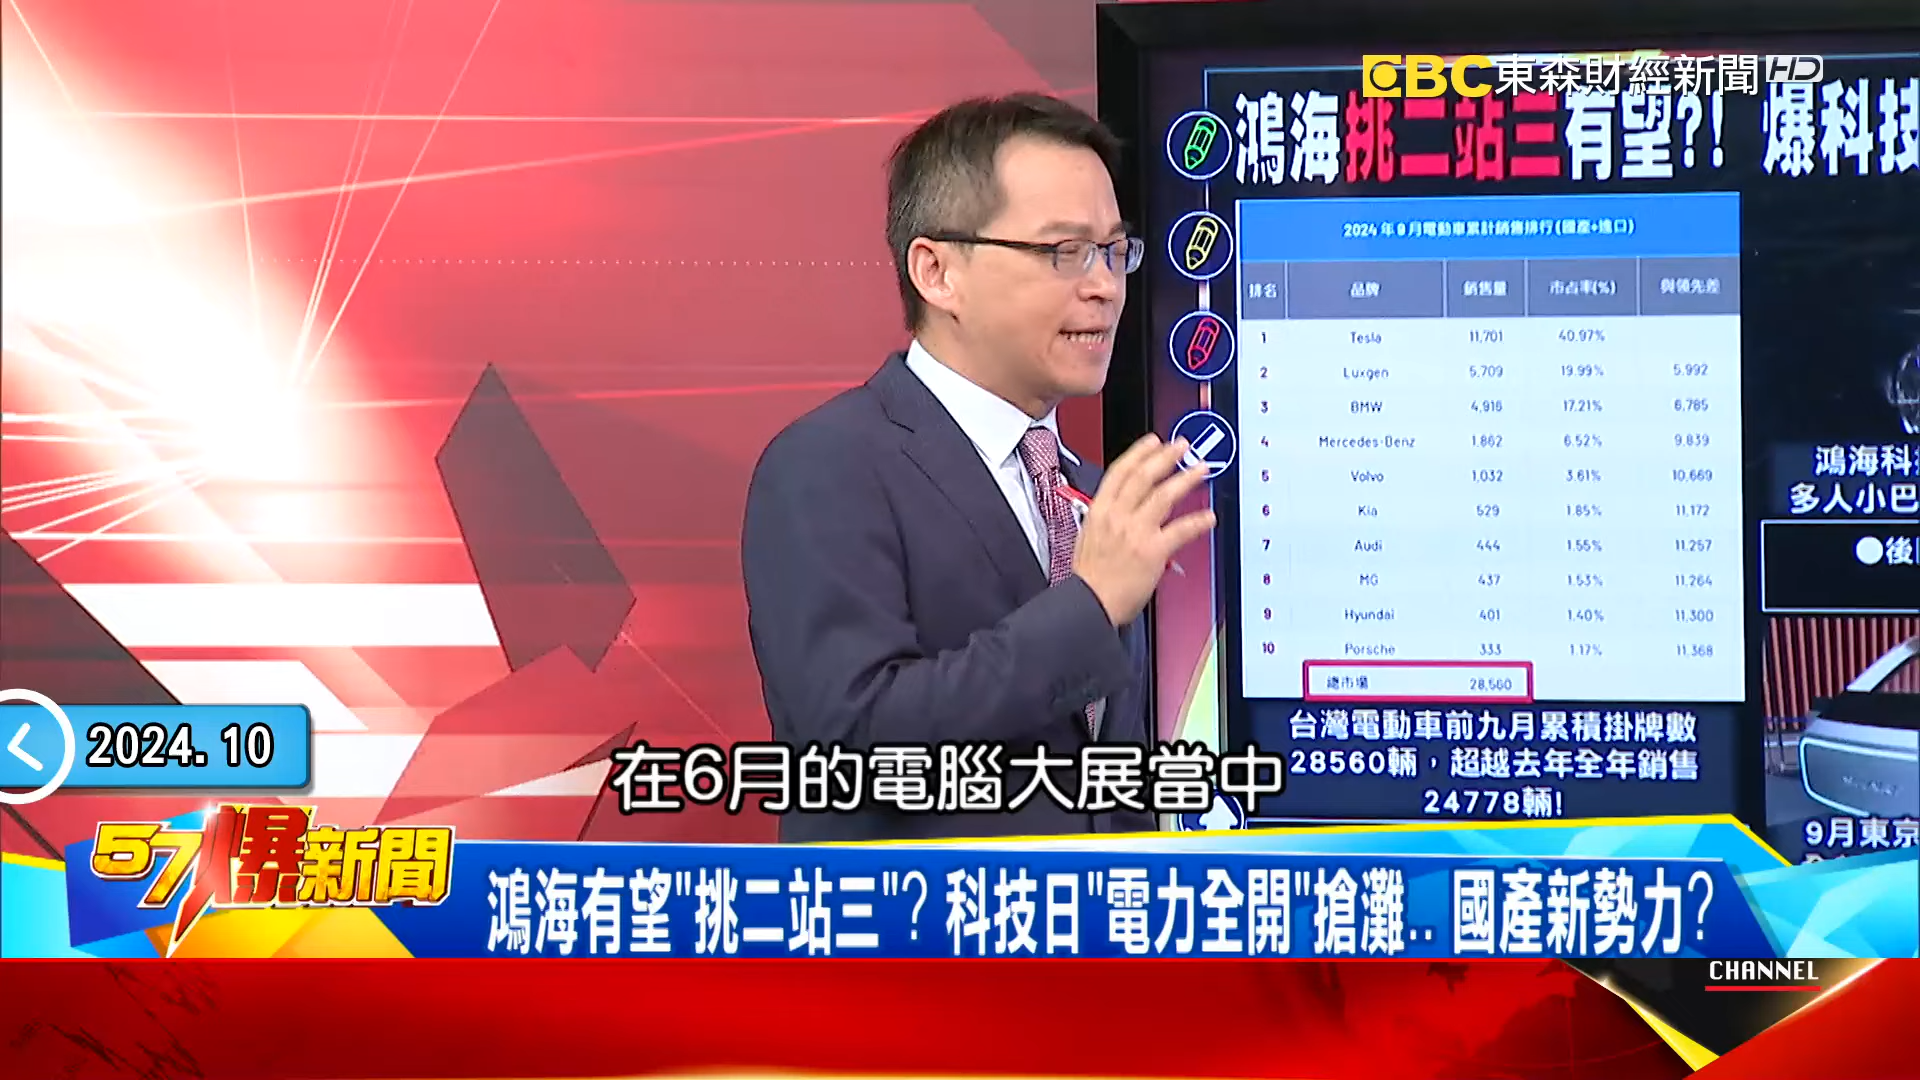 EBC東森財經新聞HD
鴻海挑二站三有望?! 爆科技
2024年9月電動車累計銷售排行(國產+進口)
排名 品牌 銷售量 市占率(%) 與領先差
1 Tesla 11,701 40.97%
2 Luxgen 5,709 19.99% 5,992
3 BMW 4,916 17.21% 6,785
4 Mercedes-Benz 1,862 6.52% 9,839
5 Volvo 1,032 3.61% 10,669
6 Kia 529 1.85% 11,172
7 Audi 444 1.55% 11,257
8 MG 437 1.53% 11,264
9 Hyundai 401 1.40% 11,300
10 Porsche 333 1.17% 11,368
總市場 28,560
台灣電動車前九月累積掛牌數
28560輛，超越去年全年銷售
24778輛!
鴻海科
多人小巴
●後
9月東京
2024.10
在6月的電腦大展當中
57爆新聞
鴻海有望"挑二站三"? 科技日"電力全開"搶灘.. 國產新勢力?
CHANNEL